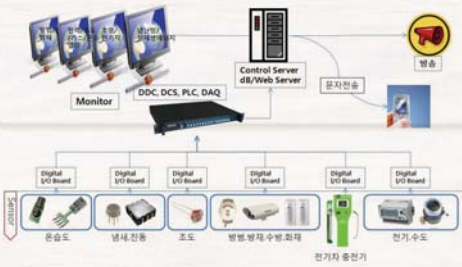 Monitor
DDC, DCS, PLC, DAQ
Control Server
dB/Web Server
방송
문자전송
Digital
I/O Board
Digital
I/O Board
Digital
I/O Board
Digital
I/O Board
Digital
I/O Board
Digital
I/O Board
Sensor
온습도
냄새.진동
조도
방범.방재.수방.화재
전기차 충전기
전기.수도